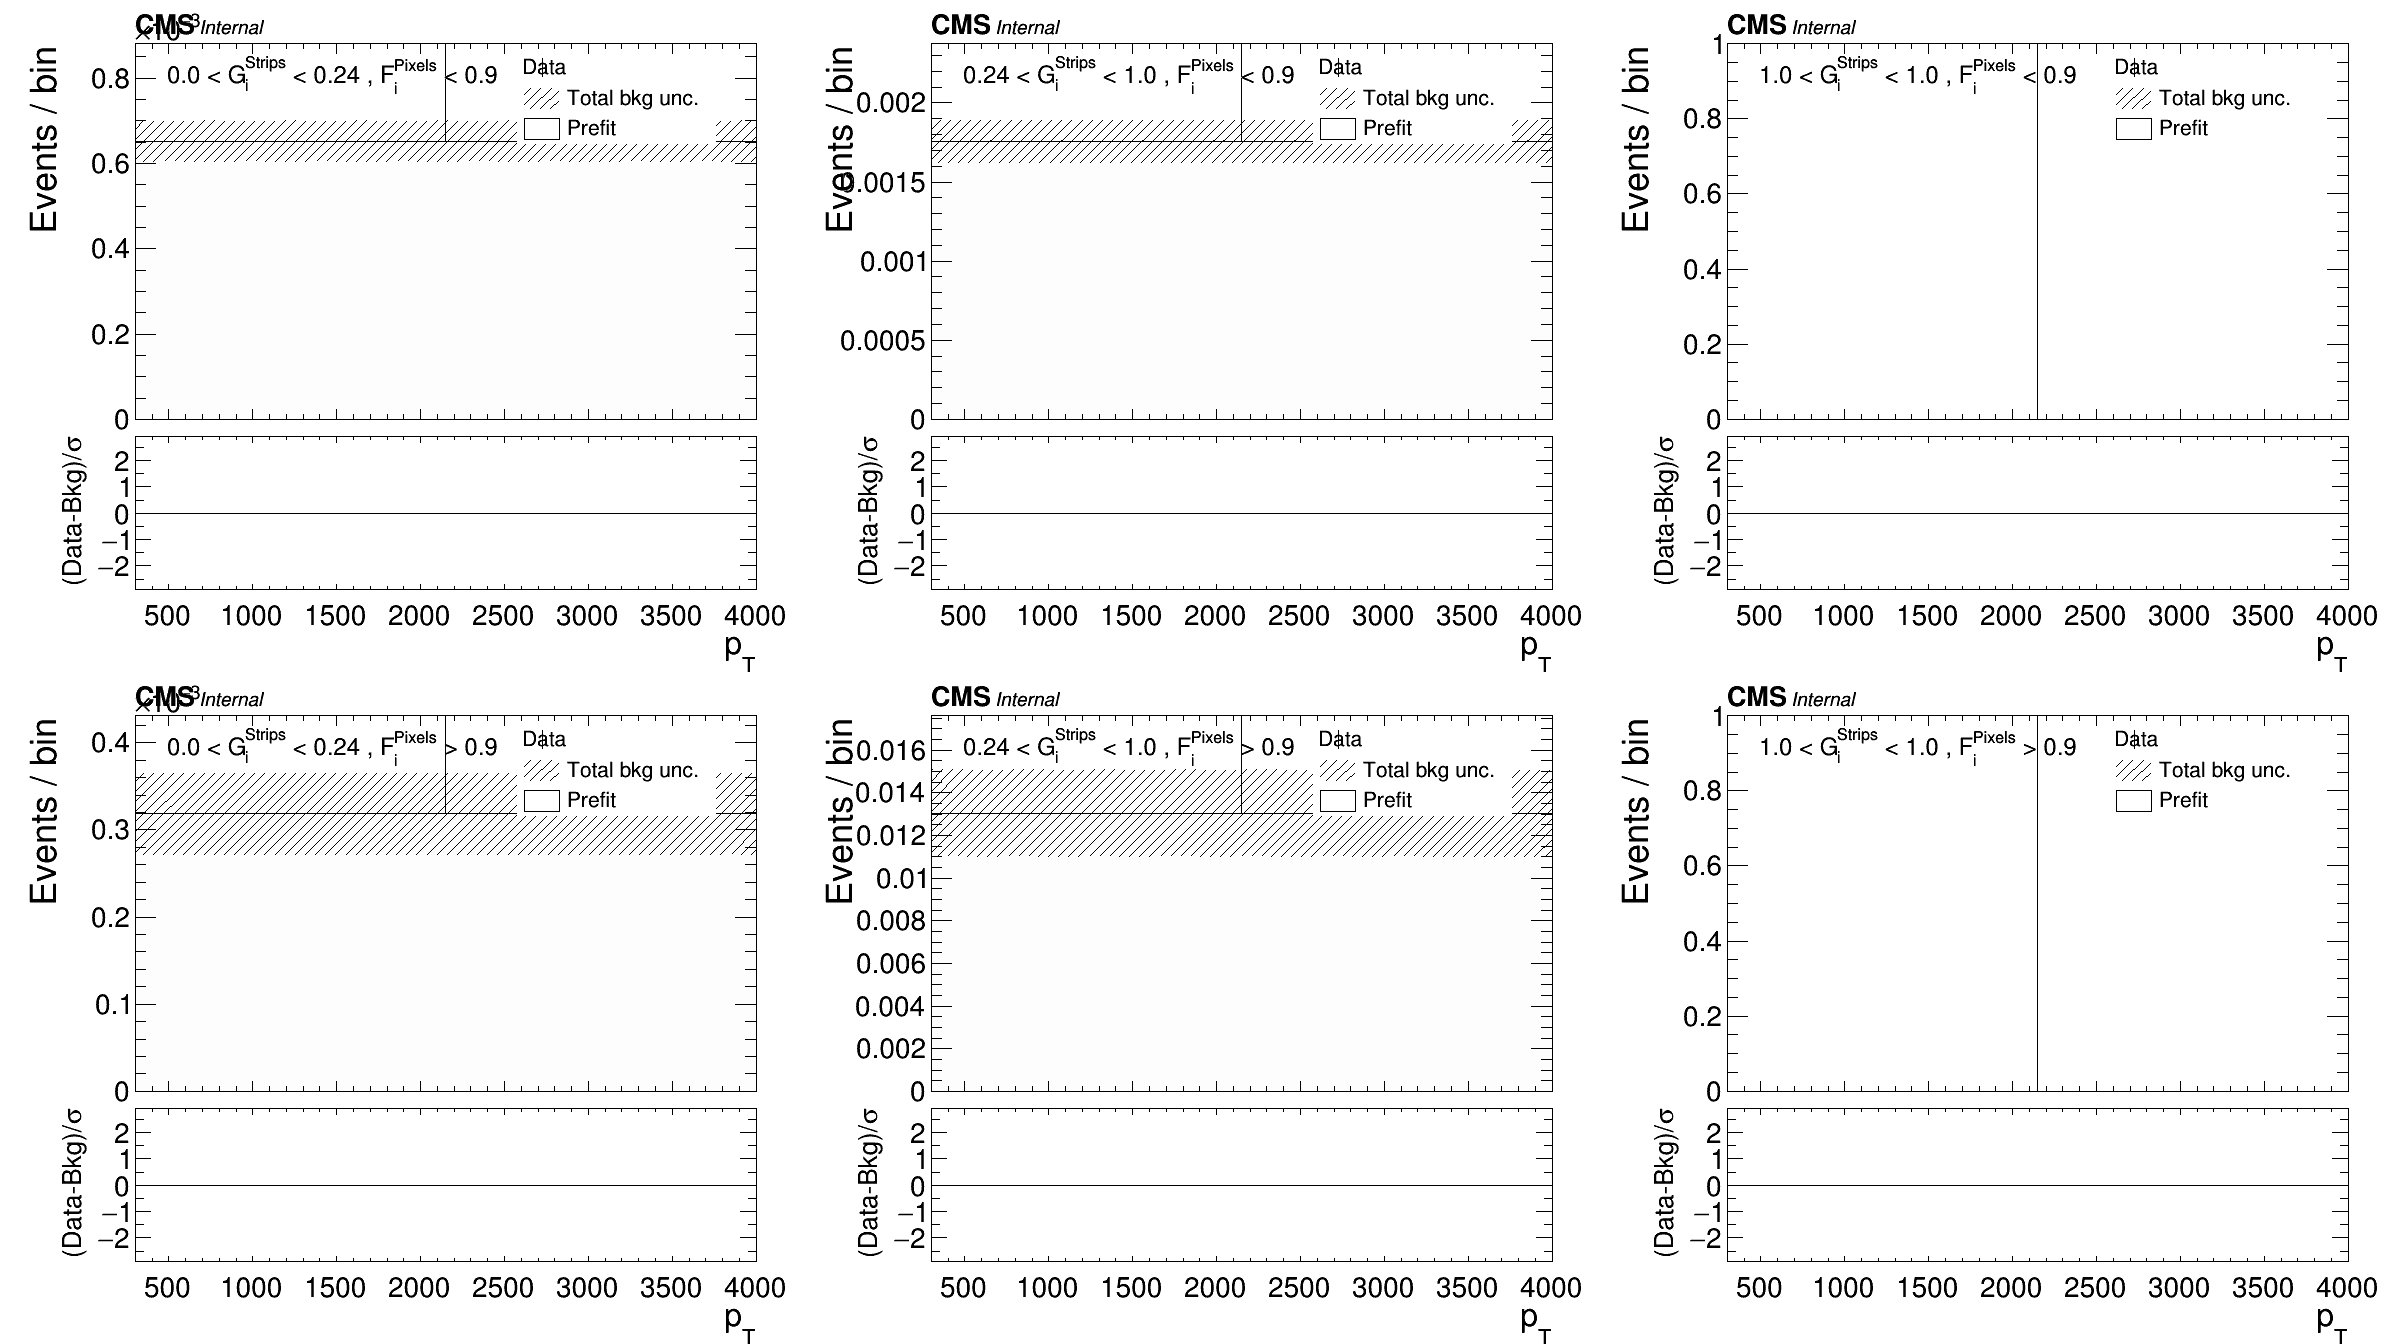 CMS Internal
×10⁻³
Events / bin
0.0 < G_i^Strips < 0.24 , F_i^Pixels < 0.9
Data
Total bkg unc.
Prefit
0.8
0.6
0.4
0.2
0
(Data-Bkg)/σ
2
1
0
−1
−2
500 1000 1500 2000 2500 3000 3500 4000
p_T
CMS Internal
Events / bin
0.24 < G_i^Strips < 1.0 , F_i^Pixels < 0.9
Data
Total bkg unc.
Prefit
0.002
0.0015
0.001
0.0005
0
(Data-Bkg)/σ
2
1
0
−1
−2
500 1000 1500 2000 2500 3000 3500 4000
p_T
CMS Internal
Events / bin
1.0 < G_i^Strips < 1.0 , F_i^Pixels < 0.9
Data
Total bkg unc.
Prefit
1
0.8
0.6
0.4
0.2
0
(Data-Bkg)/σ
2
1
0
−1
−2
500 1000 1500 2000 2500 3000 3500 4000
p_T
CMS Internal
×10⁻³
Events / bin
0.0 < G_i^Strips < 0.24 , F_i^Pixels > 0.9
Data
Total bkg unc.
Prefit
0.4
0.3
0.2
0.1
0
(Data-Bkg)/σ
2
1
0
−1
−2
500 1000 1500 2000 2500 3000 3500 4000
p_T
CMS Internal
Events / bin
0.24 < G_i^Strips < 1.0 , F_i^Pixels > 0.9
Data
Total bkg unc.
Prefit
0.016
0.014
0.012
0.01
0.008
0.006
0.004
0.002
0
(Data-Bkg)/σ
2
1
0
−1
−2
500 1000 1500 2000 2500 3000 3500 4000
p_T
CMS Internal
Events / bin
1.0 < G_i^Strips < 1.0 , F_i^Pixels > 0.9
Data
Total bkg unc.
Prefit
1
0.8
0.6
0.4
0.2
0
(Data-Bkg)/σ
2
1
0
−1
−2
500 1000 1500 2000 2500 3000 3500 4000
p_T